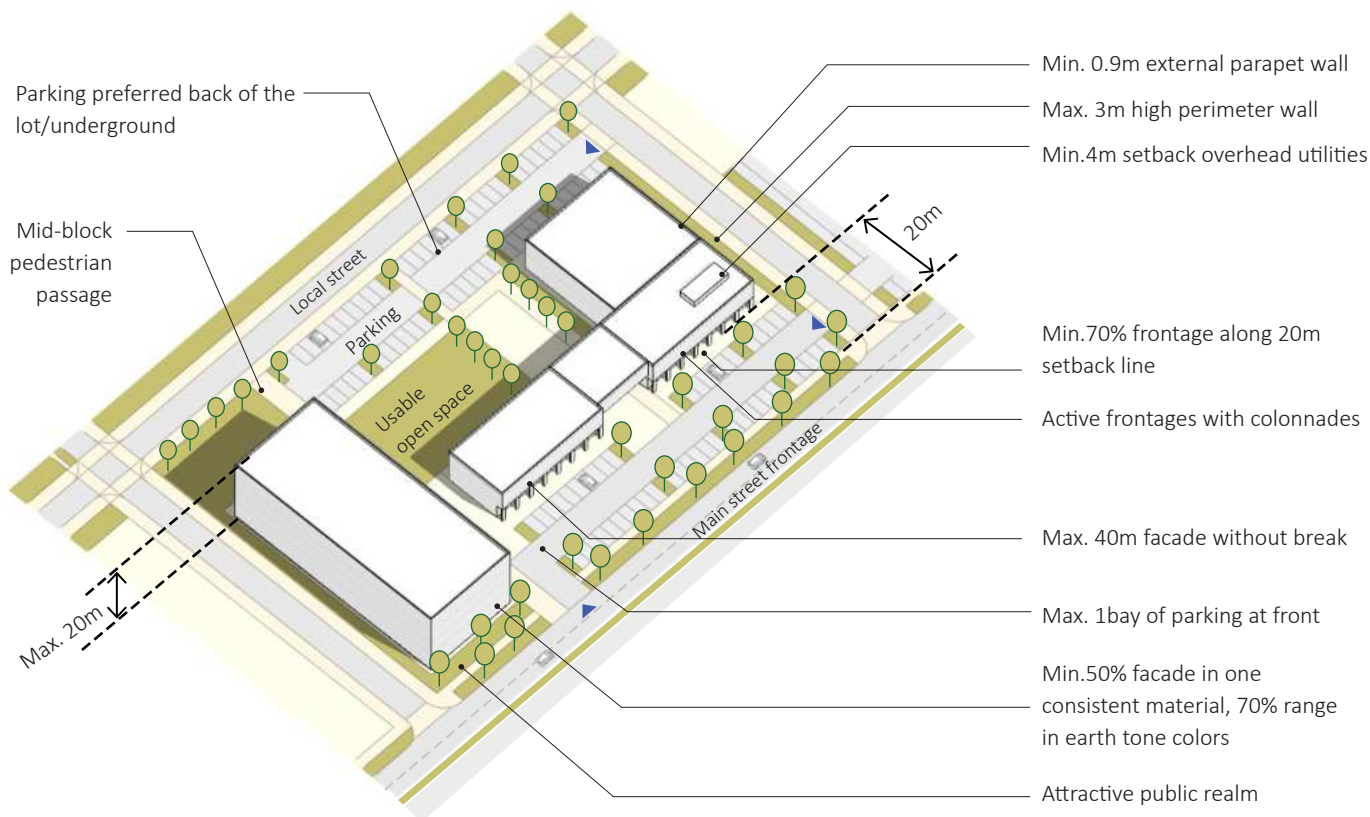 Parking preferred back of the
lot/underground
Mid-block
pedestrian
passage
Local street
Parking
Usable
open space
Main street frontage
Max. 20m
20m
Min. 0.9m external parapet wall
Max. 3m high perimeter wall
Min.4m setback overhead utilities
Min.70% frontage along 20m
setback line
Active frontages with colonnades
Max. 40m facade without break
Max. 1bay of parking at front
Min.50% facade in one
consistent material, 70% range
in earth tone colors
Attractive public realm